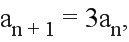 aₙ ₊ ₁ = 3aₙ,